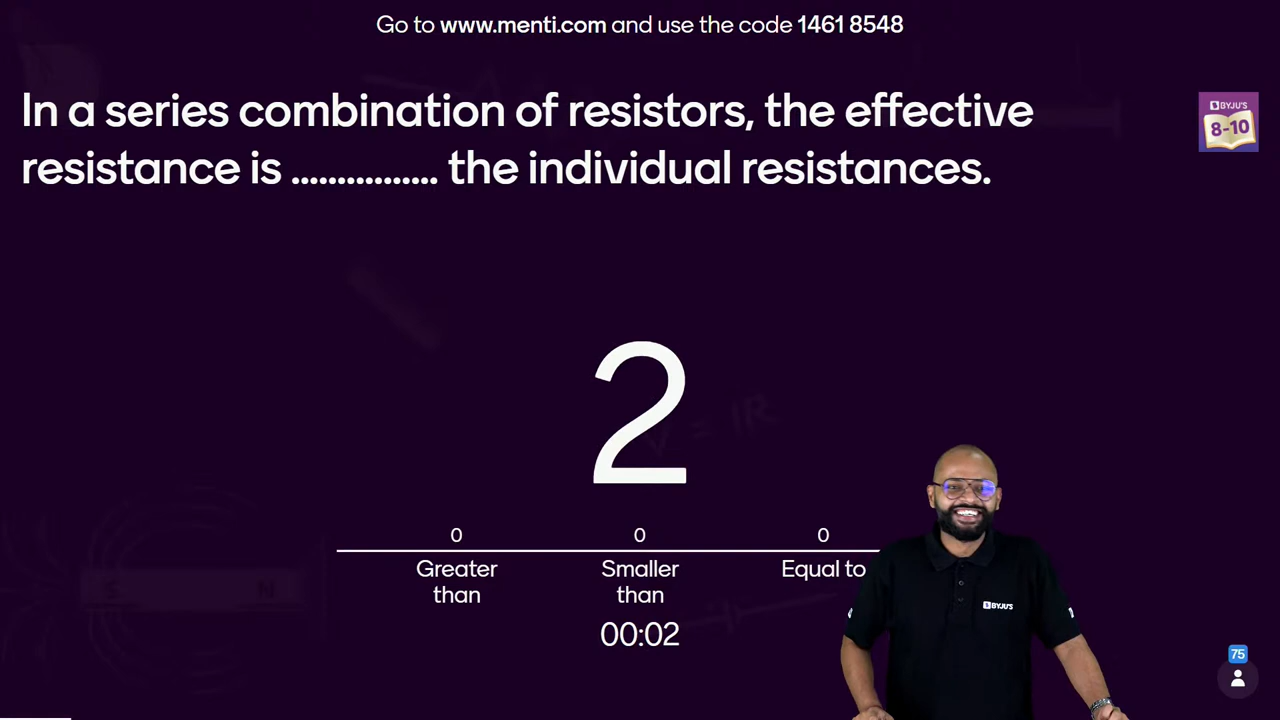 Go to www.menti.com and use the code 1461 8548
In a series combination of resistors, the effective
resistance is ................ the individual resistances.
BYJU'S
8-10
2
V = IR
0
0
0
Greater
than
Smaller
than
Equal to
S
N
00:02
BYJU'S
75